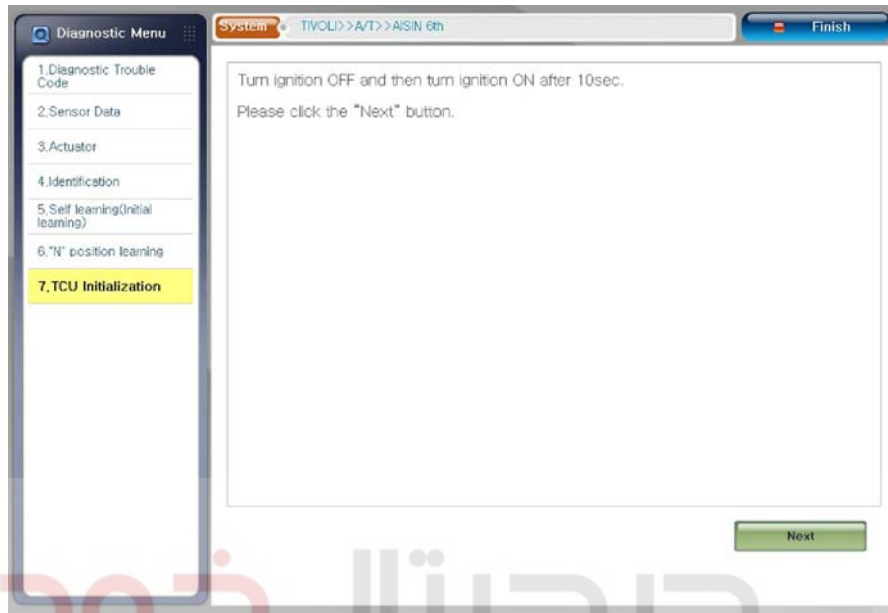 Diagnostic Menu
System
TIVOLI>>A/T>>AISIN 6th
Finish
1.Diagnostic Trouble
Code
2.Sensor Data
3.Actuator
4.Identification
5.Self learning(Initial
learning)
6."N" position learning
7.TCU Initialization
Turn ignition OFF and then turn ignition ON after 10sec.
Please click the "Next" button.
Next